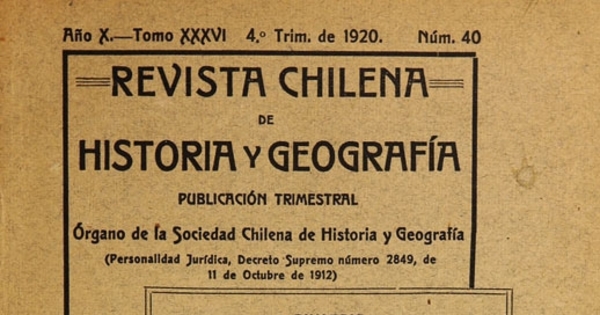 Año X.—Tomo XXXVI 4.º Trim. de 1920. Núm. 40
REVISTA CHILENA
DE
HISTORIA Y GEOGRAFÍA
PUBLICACIÓN TRIMESTRAL
Órgano de la Sociedad Chilena de Historia y Geografía
(Personalidad Jurídica, Decreto Supremo número 2849, de
11 de Octubre de 1912)